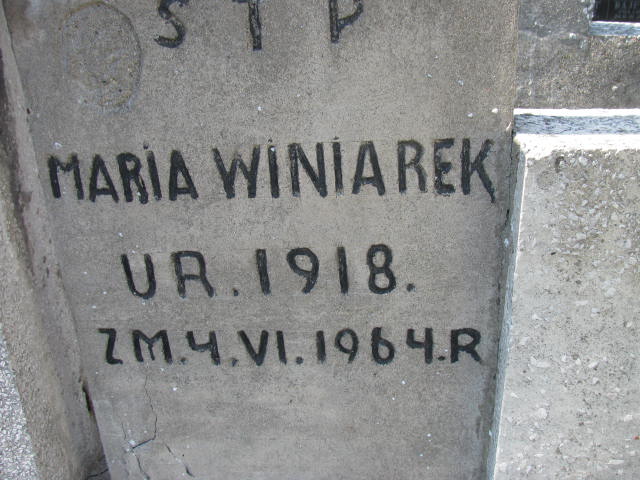 S T P
MARIA WINIAREK
UR. 1918.
ZM. 4. VI. 1964. R